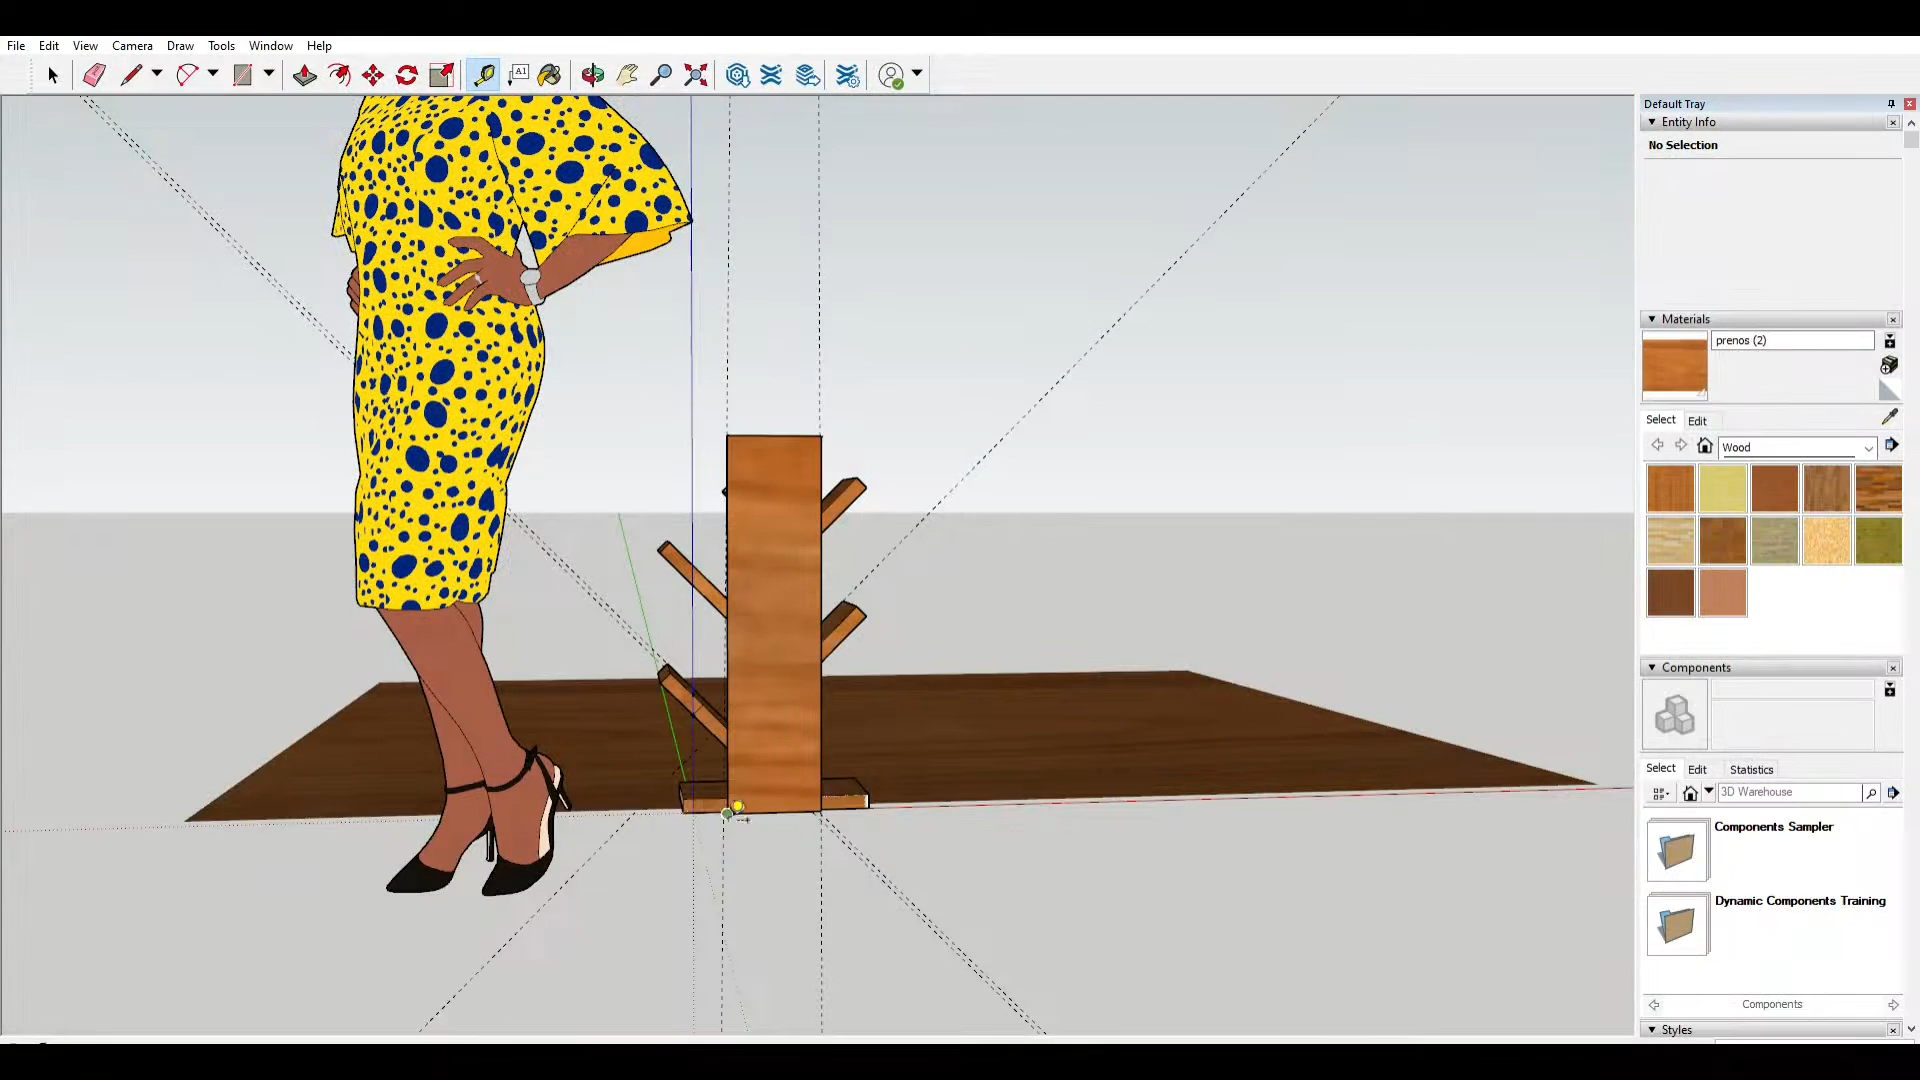 File Edit View Camera Draw Tools Window Help
A1
Default Tray
Entity Info
No Selection
Materials
prenos (2)
Select Edit
Wood
Components
Select Edit Statistics
3D Warehouse
Components Sampler
Dynamic Components Training
Components
Styles